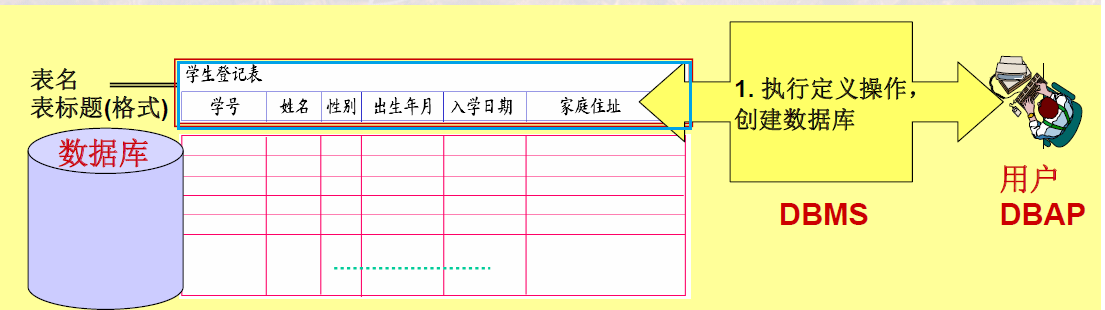 表名
表标题(格式)
数据库
学生登记表
学号 姓名 性别 出生年月 入学日期 家庭住址
1. 执行定义操作，
创建数据库
DBMS
用户
DBAP